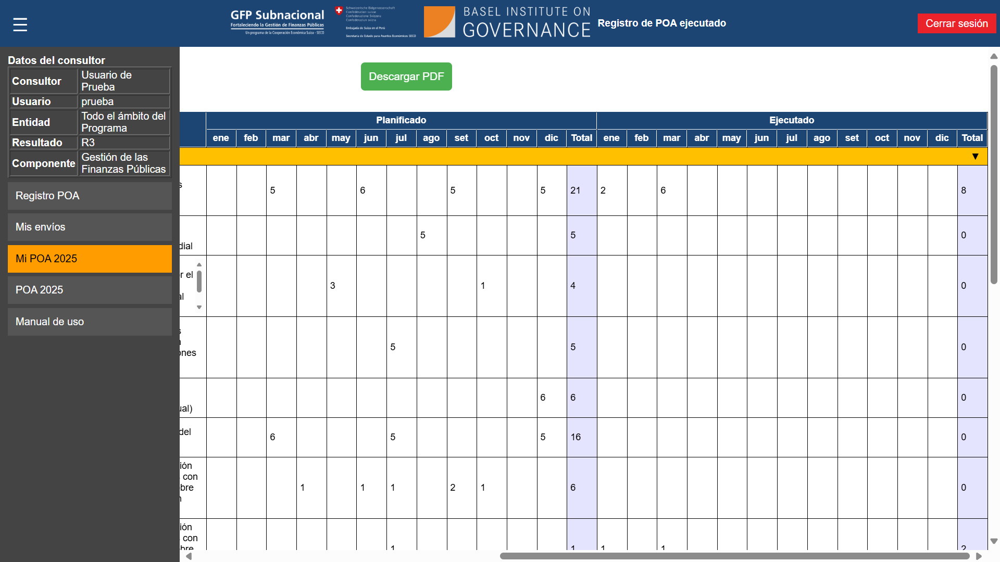 GFP Subnacional
Fortaleciendo la Gestión de Finanzas Públicas
Un programa de la Cooperación Económica Suiza - SECO
Schweizerische Eidgenossenschaft
Confédération suisse
Confederazione Svizzera
Confederaziun svizra
Embajada de Suiza en el Perú
Secretaría de Estado para Asuntos Económicos SECO
BASEL INSTITUTE ON
GOVERNANCE
Registro de POA ejecutado
Cerrar sesión
Datos del consultor
Consultor Usuario de Prueba
Usuario prueba
Entidad Todo el ámbito del Programa
Resultado R3
Componente Gestión de las Finanzas Públicas
Registro POA
Mis envíos
Mi POA 2025
POA 2025
Manual de uso
Descargar PDF
Planificado Ejecutado
ene feb mar abr may jun jul ago set oct nov dic Total ene feb mar abr may jun jul ago set oct nov dic Total
▼
s
5 6 5 5 21 2 6 8
5 5 0
dial
r el
3 1 4 0
al
s
5 5 0
ones
6 6 0
ual)
del
6 5 5 16 0
ión
con
bre
1 1 1 2 1 6 0
ión
con
bre
1 1 1 1 2